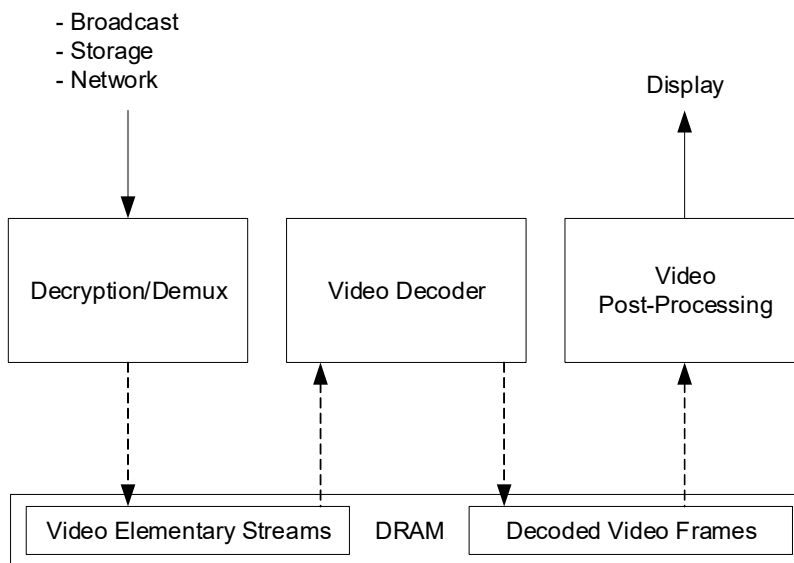 - Broadcast
- Storage
- Network
Display
Decryption/Demux
Video Decoder
Video
Post-Processing
Video Elementary Streams
DRAM
Decoded Video Frames